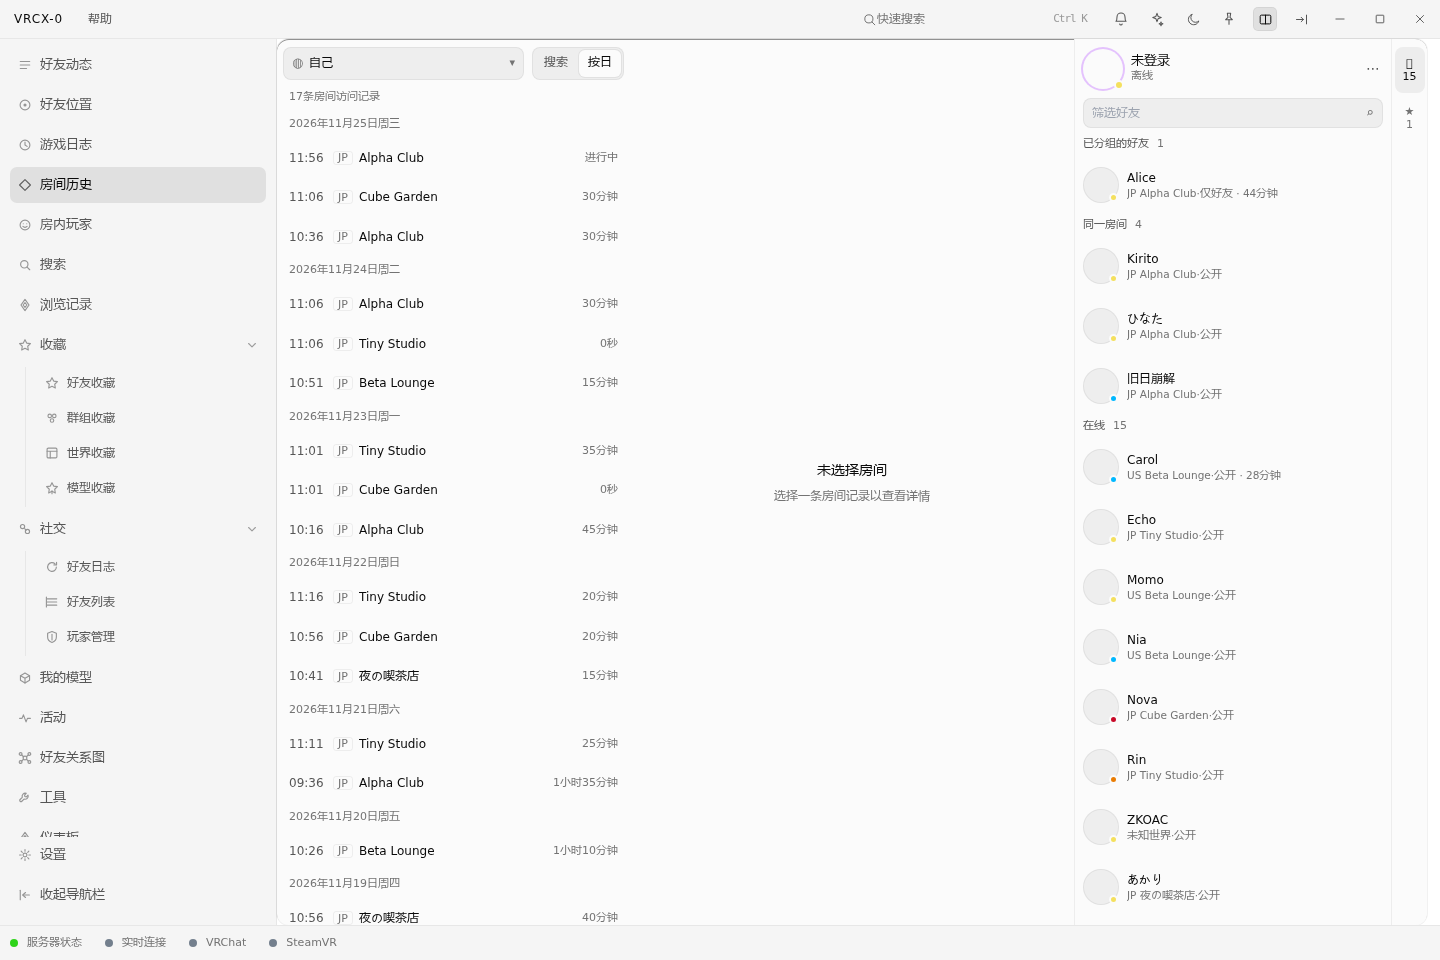 VRCX-0
帮助
快速搜索
Ctrl K
好友动态
好友位置
游戏日志
房间历史
房内玩家
搜索
浏览记录
收藏
好友收藏
群组收藏
世界收藏
模型收藏
社交
好友日志
好友列表
玩家管理
我的模型
活动
好友关系图
工具
仪表板
设置
收起导航栏
自己
搜索
按日
17条房间访问记录
2026年11月25日周三
11:56 JP Alpha Club 进行中
11:06 JP Cube Garden 30分钟
10:36 JP Alpha Club 30分钟
2026年11月24日周二
11:06 JP Alpha Club 30分钟
11:06 JP Tiny Studio 0秒
10:51 JP Beta Lounge 15分钟
2026年11月23日周一
11:01 JP Tiny Studio 35分钟
11:01 JP Cube Garden 0秒
10:16 JP Alpha Club 45分钟
2026年11月22日周日
11:16 JP Tiny Studio 20分钟
10:56 JP Cube Garden 20分钟
10:41 JP 夜の喫茶店 15分钟
2026年11月21日周六
11:11 JP Tiny Studio 25分钟
09:36 JP Alpha Club 1小时35分钟
2026年11月20日周五
10:26 JP Beta Lounge 1小时10分钟
2026年11月19日周四
10:56 JP 夜の喫茶店 40分钟
未选择房间
选择一条房间记录以查看详情
未登录
离线
筛选好友
已分组的好友 1
Alice
JP Alpha Club·仅好友 · 44分钟
同一房间 4
Kirito
JP Alpha Club·公开
ひなた
JP Alpha Club·公开
旧日崩解
JP Alpha Club·公开
在线 15
Carol
US Beta Lounge·公开 · 28分钟
Echo
JP Tiny Studio·公开
Momo
US Beta Lounge·公开
Nia
US Beta Lounge·公开
Nova
JP Cube Garden·公开
Rin
JP Tiny Studio·公开
ZKOAC
未知世界·公开
あかり
JP 夜の喫茶店·公开
15
1
服务器状态
实时连接
VRChat
SteamVR